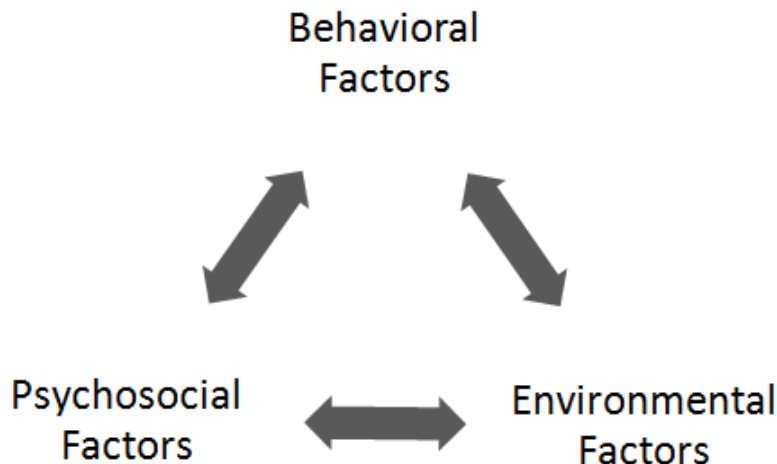 Behavioral
Factors
Psychosocial
Factors
Environmental
Factors